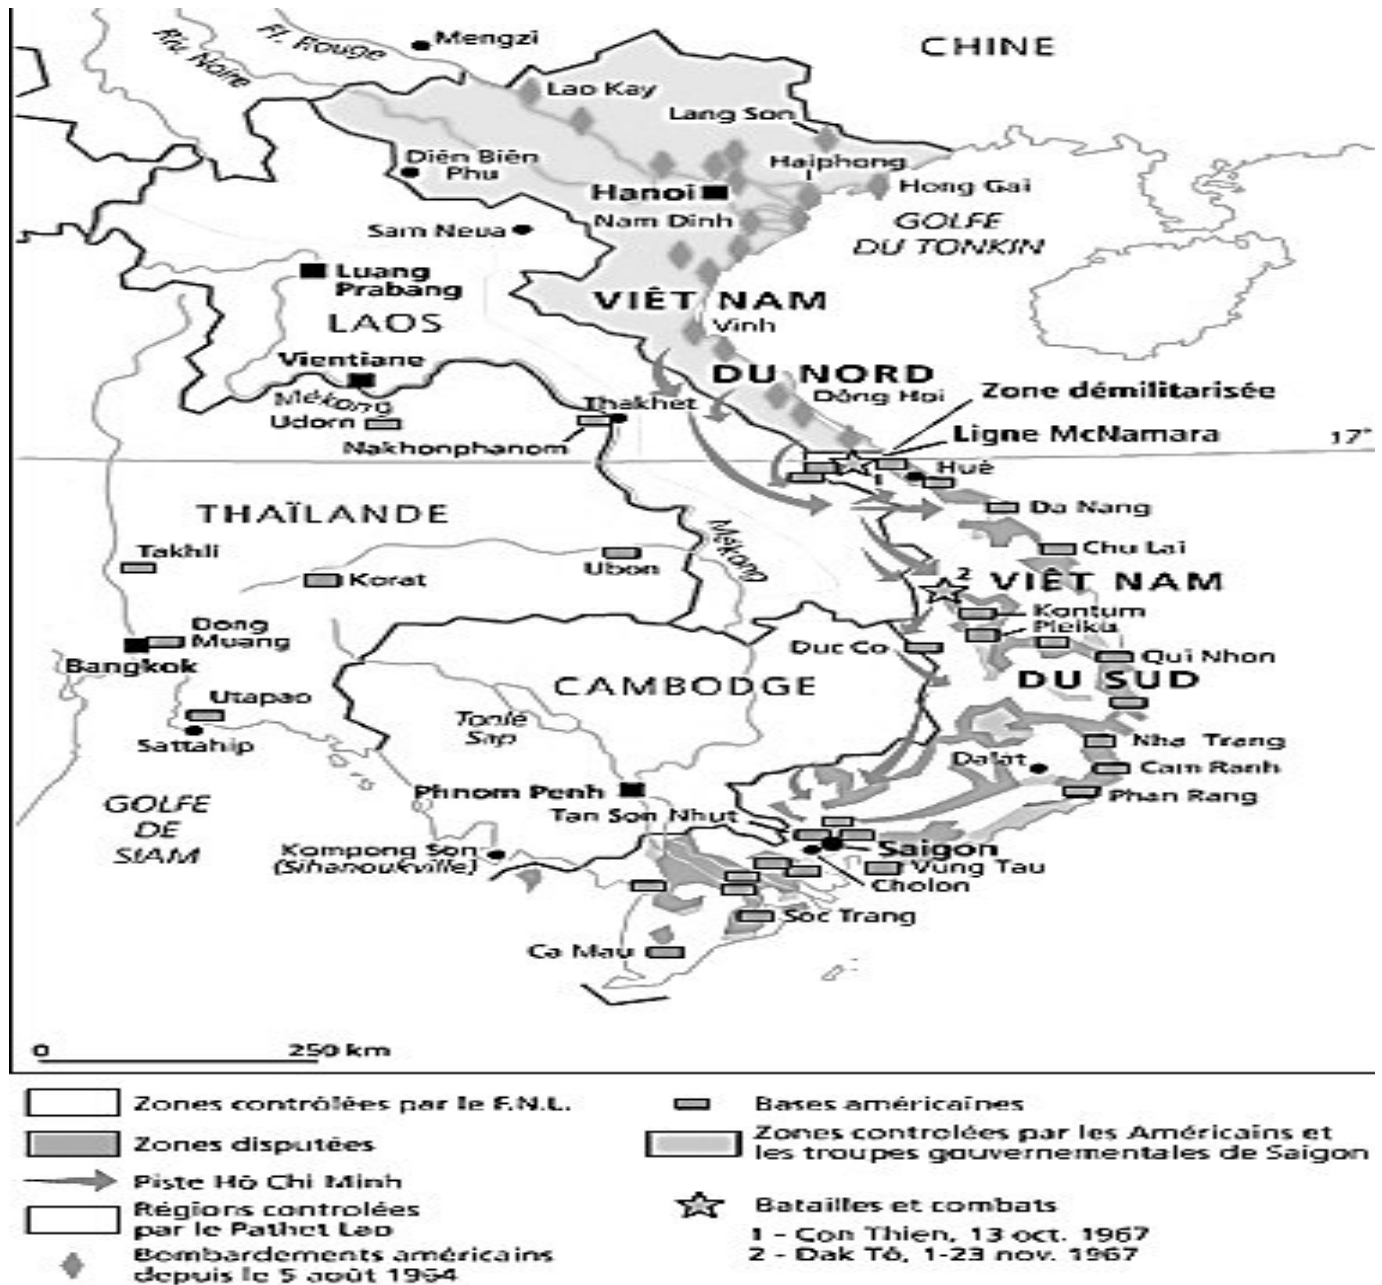 Mengzi
CHINE
Fl. Rouge
Riv. Noire
Lao Kay
Lang Son
Diên Biên
Phu
Haiphong
Hanoï
Hong Gaï
Nam Dinh
GOLFE
DU TONKIN
Sam Neua
Luang
Prabang
VIÊT NAM
LAOS
Vinh
Vientiane
DU NORD
Zone démilitarisée
Mékong
Thakhet
Dông Hoi
Udorn
Ligne McNamara
17°
Nakhonphanom
1
Huê
THAÏLANDE
Da Nang
Mékong
Takhli
Chu Laï
Ubon
Korat
2
VIÊT NAM
Kontum
Dong
Muang
Pleiku
Duc Co
Bangkok
Quï Nhon
CAMBODGE
DU SUD
Utapao
Tonlé
Sap
Sattahip
Nha Trang
Dalat
Cam Ranh
Phnom Penh
Phan Rang
GOLFE
DE
SIAM
Tan Son Nhut
Kompong Son
(Sihanoukville)
Saigon
Vung Tau
Cholon
Soc Trang
Ca Mau
0 250 km
Zones contrôlées par le F.N.L.
Zones disputées
Piste Hô Chi Minh
Régions controlées
par le Pathet Lao
Bombardements américains
depuis le 5 août 1964
Bases américaines
Zones controlées par les Américains et
les troupes gouvernementales de Saigon
Batailles et combats
1 - Con Thien, 13 oct. 1967
2 - Dak Tô, 1-23 nov. 1967